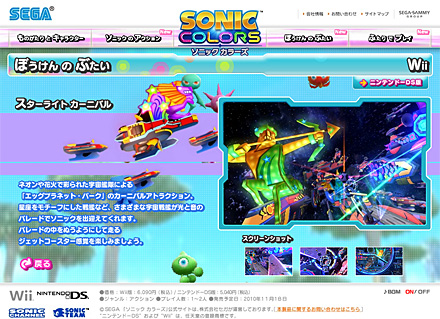 SEGA
SONIC COLORS
ソニック カラーズ
会社情報
お問い合わせ
サイトマップ
SEGA SAMMY GROUP
ものがたりと キャラクター
ソニックの アクション
New
ぼうけんの ぶたい
New
ふたりで プレイ
New
ぼうけん の ぶたい
Wii
ニンテンドーDS版
スターライト カーニバル
ネオンや花火で彩られた宇宙艦隊による
「エッグプラネット・パーク」のカーニバルアトラクション。
星座をモチーフにした戦艦など、さまざまな宇宙戦艦が光と音の
パレードでソニックを出迎えてくれます。
パレードの中をぬうようにして走る
ジェットコースター感覚を楽しみましょう。
スクリーンショット
戻る
Wii
NINTENDO DS
●価格：Wii版：6,090円（税込）／ニンテンドーDS版：5,040円（税込）
●ジャンル：アクション ●プレイ人数：1～2人 ●発売予定日：2010年11月18日
♪BGM ON/OFF
SONIC CHANNEL
SONIC TEAM
© SEGA 『ソニック カラーズ』公式サイトは、株式会社セガが運営しております。
本製品に関するお問い合わせはこちら
"ニンテンドーDS" および "Wii" は、任天堂の登録商標です。